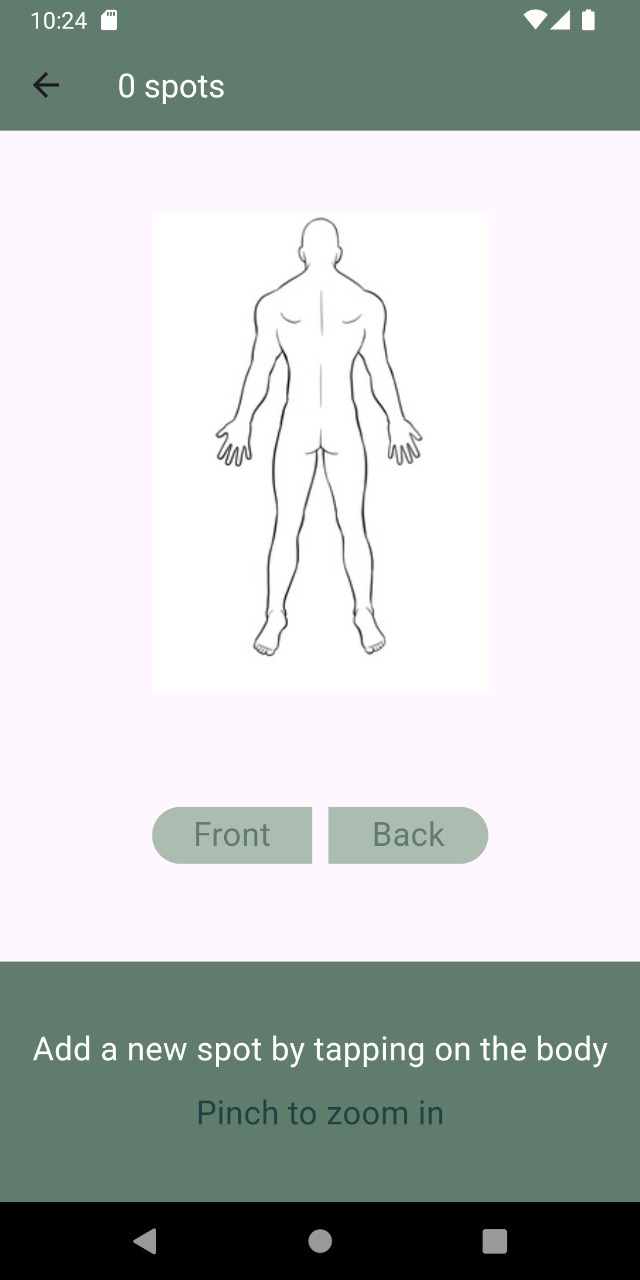 10:24
0 spots
Front Back
Add a new spot by tapping on the body
Pinch to zoom in